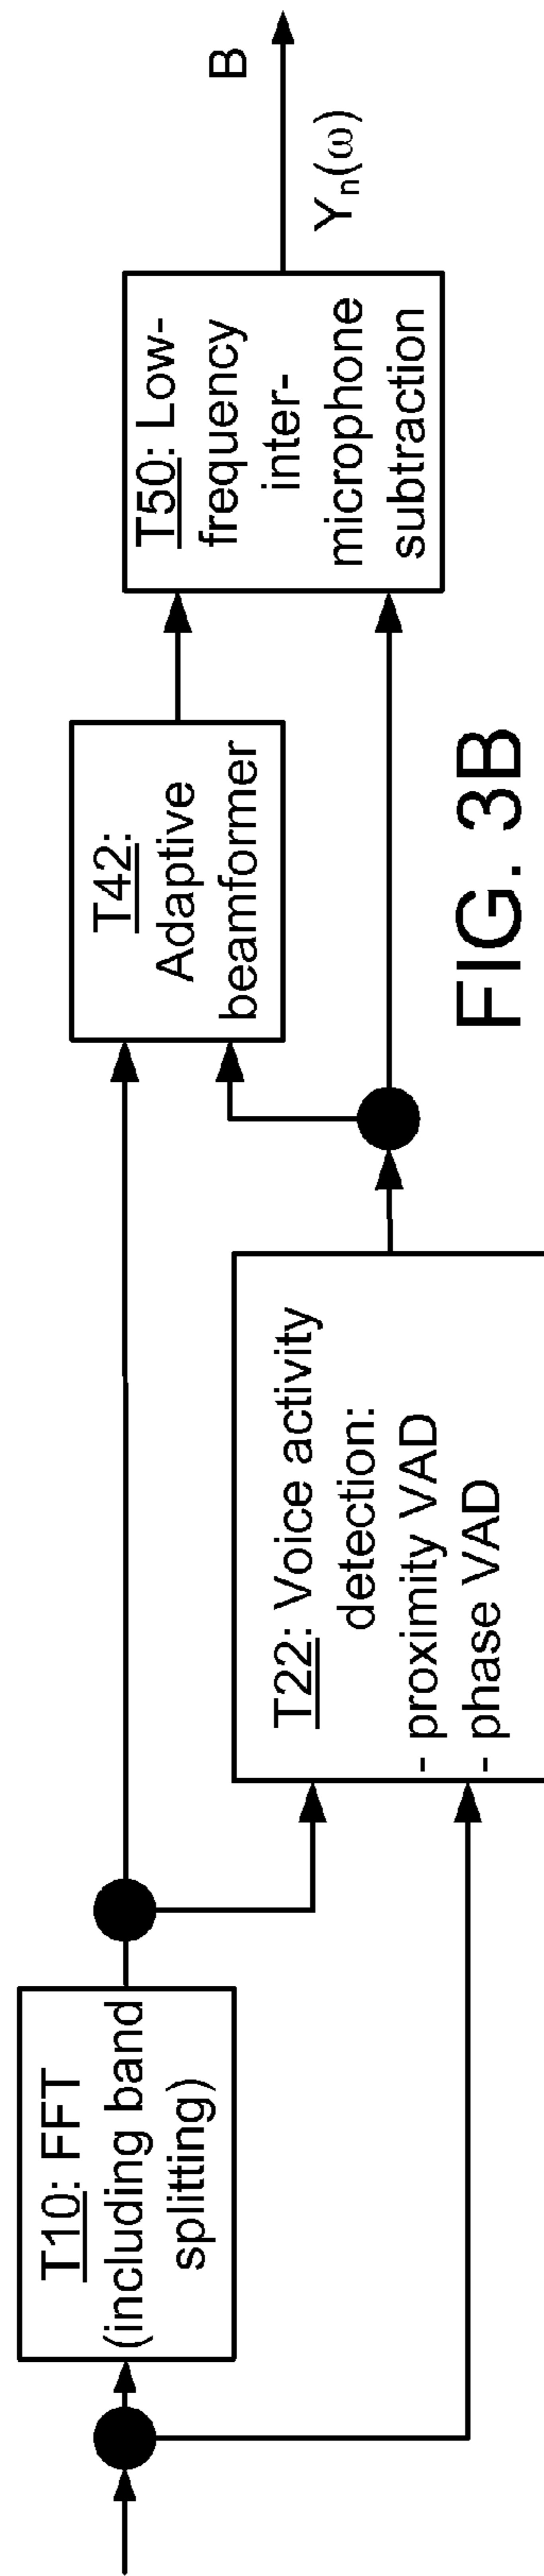 T10: FFT
(including band
splitting)
T22: Voice activity
detection:
- proximity VAD
- phase VAD
T42:
Adaptive
beamformer
T50: Low-
frequency
inter-
microphone
subtraction
B
Yn(ω)
FIG. 3B